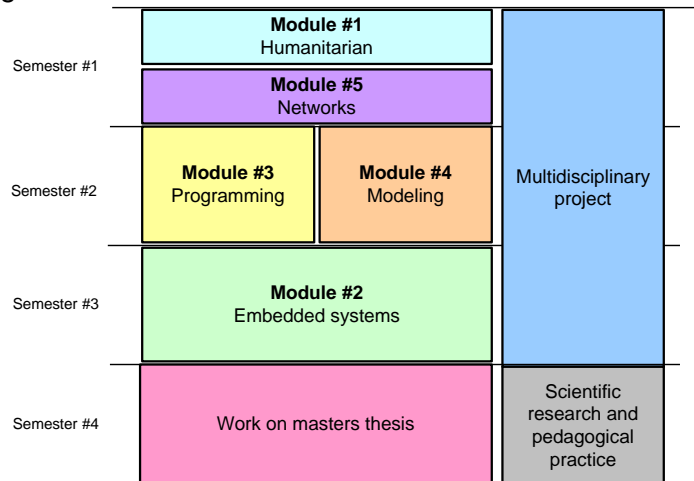 Semester #1
Module #1
Humanitarian
Module #5
Networks
Semester #2
Module #3
Programming
Module #4
Modeling
Multidisciplinary
project
Semester #3
Module #2
Embedded systems
Semester #4
Work on masters thesis
Scientific
research and
pedagogical
practice